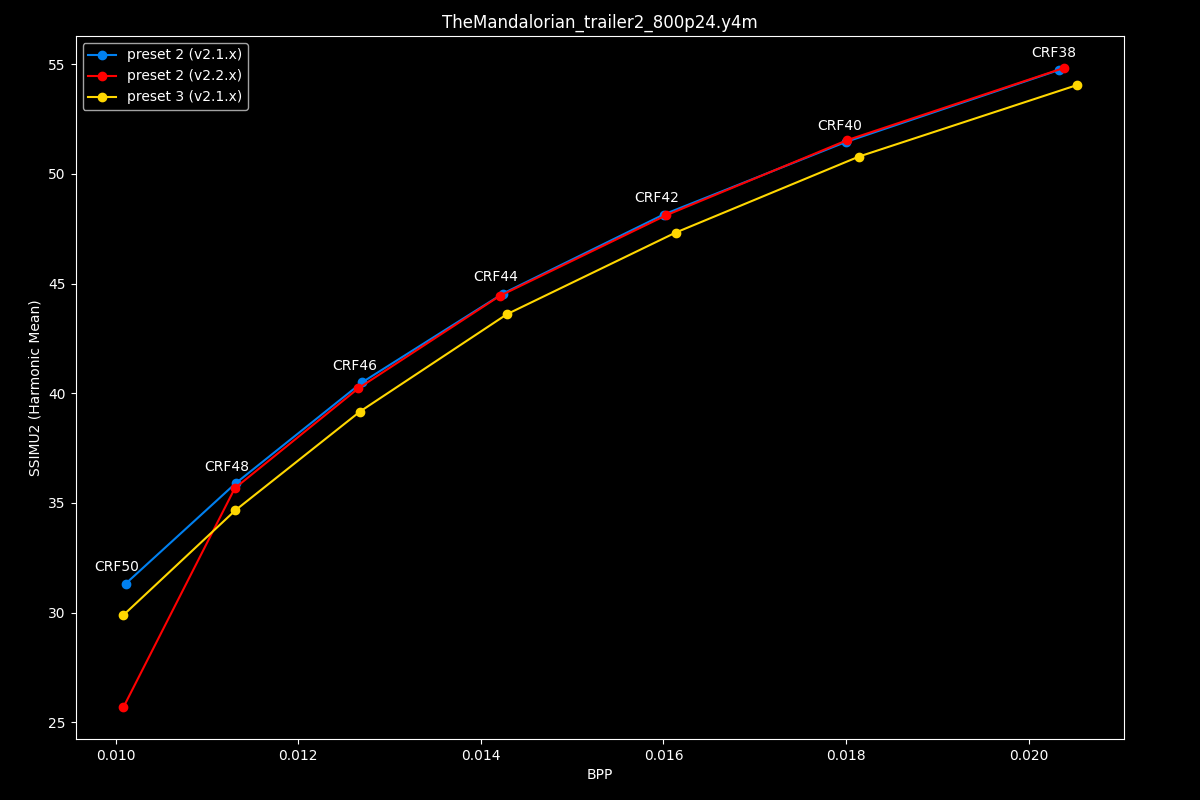 TheMandalorian_trailer2_800p24.y4m
preset 2 (v2.1.x)
preset 2 (v2.2.x)
preset 3 (v2.1.x)
CRF38
CRF40
CRF42
CRF44
CRF46
CRF48
CRF50
55
50
45
40
35
30
25
SSIMU2 (Harmonic Mean)
0.010 0.012 0.014 0.016 0.018 0.020
BPP